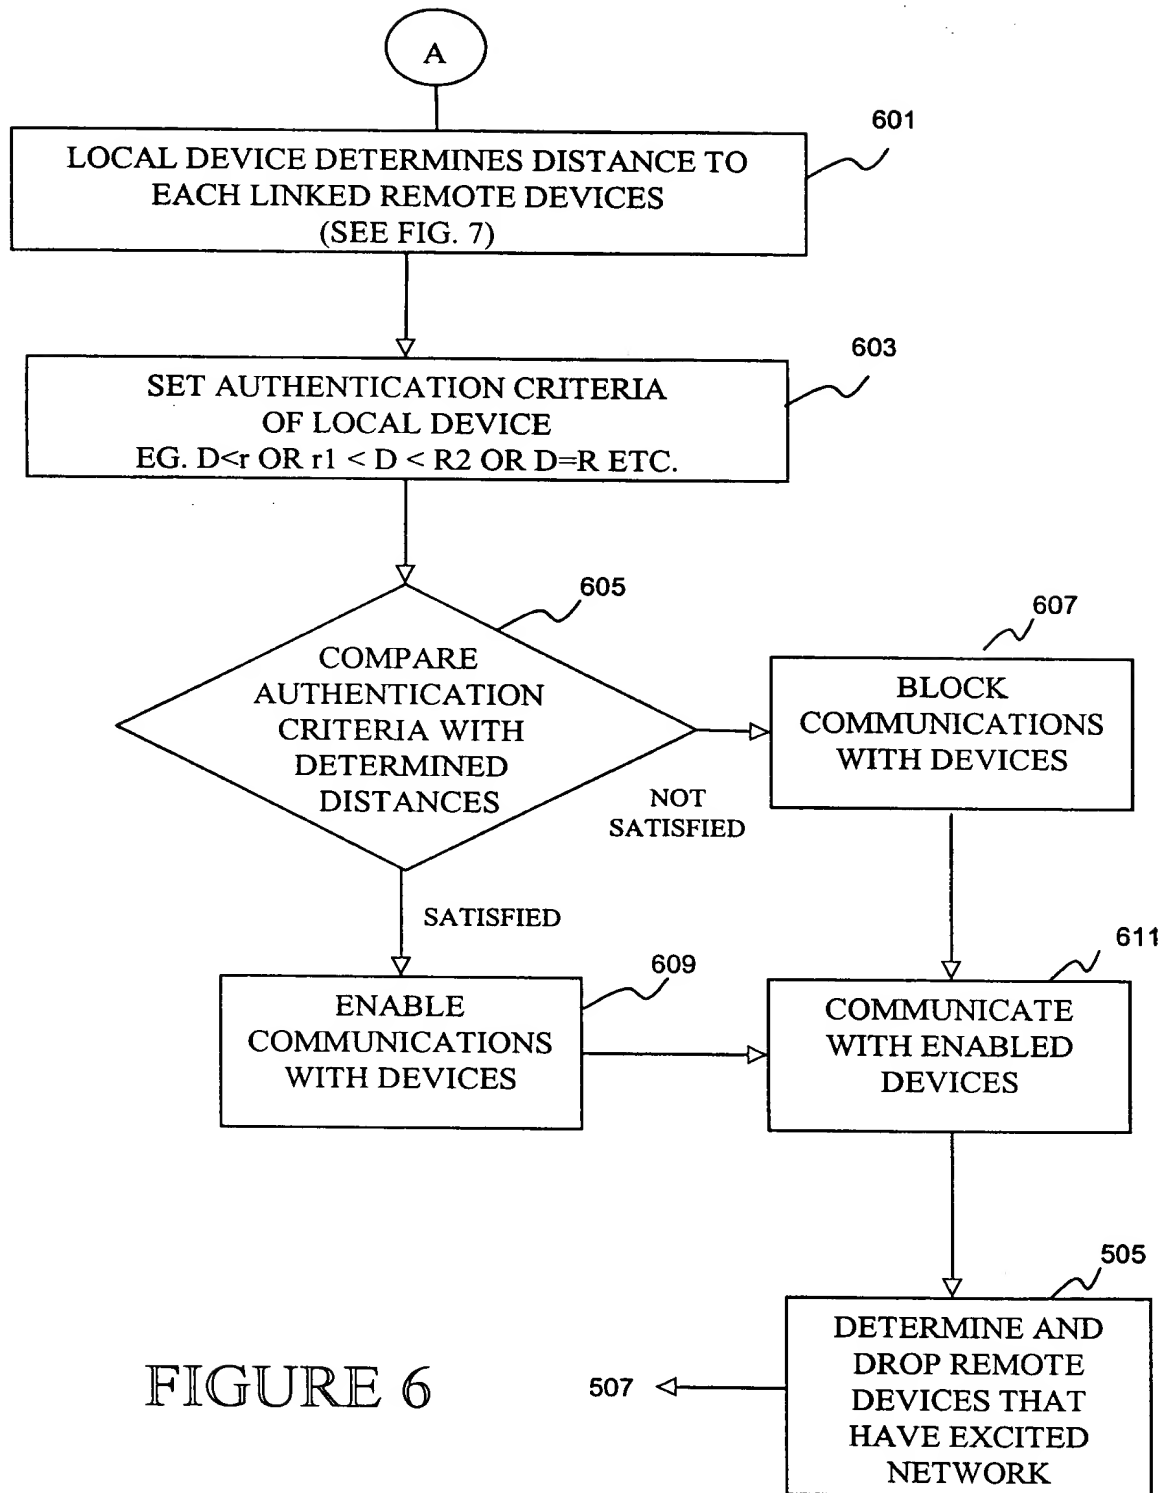 A
601
LOCAL DEVICE DETERMINES DISTANCE TO
EACH LINKED REMOTE DEVICES
(SEE FIG. 7)
603
SET AUTHENTICATION CRITERIA
OF LOCAL DEVICE
EG. D<r OR r1 < D < R2 OR D=R ETC.
605
COMPARE
AUTHENTICATION
CRITERIA WITH
DETERMINED
DISTANCES
607
BLOCK
COMMUNICATIONS
WITH DEVICES
NOT
SATISFIED
SATISFIED
609
ENABLE
COMMUNICATIONS
WITH DEVICES
611
COMMUNICATE
WITH ENABLED
DEVICES
505
DETERMINE AND
DROP REMOTE
DEVICES THAT
HAVE EXCITED
NETWORK
507
FIGURE 6